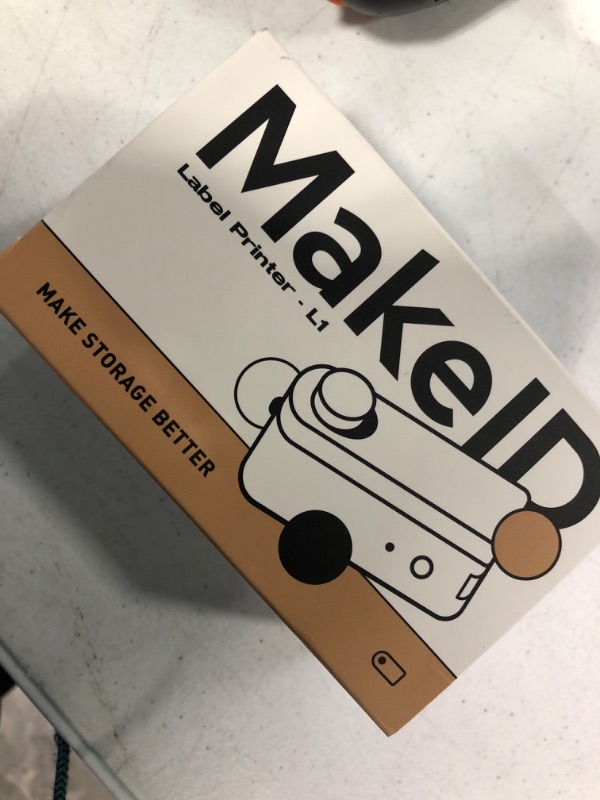 MakeID
Label Printer - L1
MAKE STORAGE BETTER